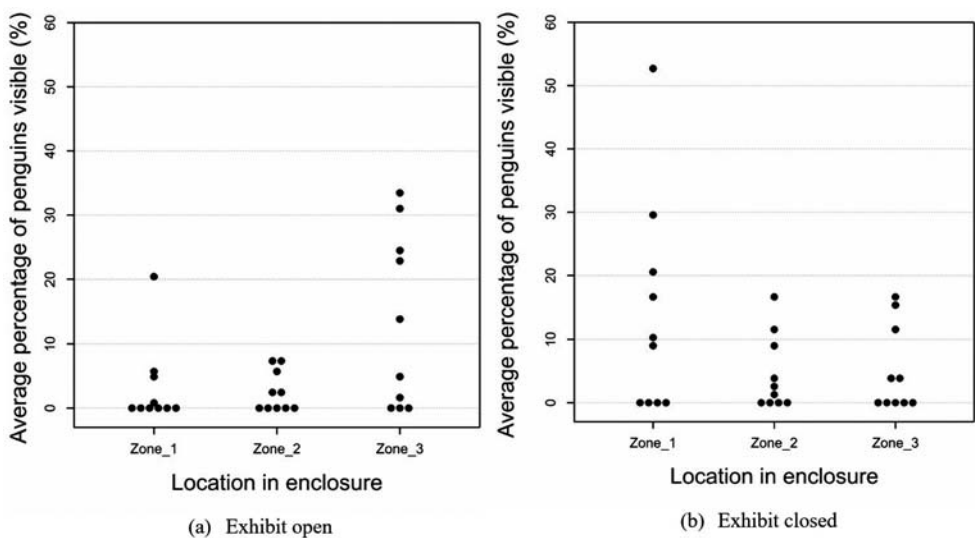 Average percentage of penguins visible (%)
60
50
40
30
20
10
0
Zone_1 Zone_2 Zone_3
Location in enclosure
(a) Exhibit open
Average percentage of penguins visible (%)
60
50
40
30
20
10
0
Zone_1 Zone_2 Zone_3
Location in enclosure
(b) Exhibit closed